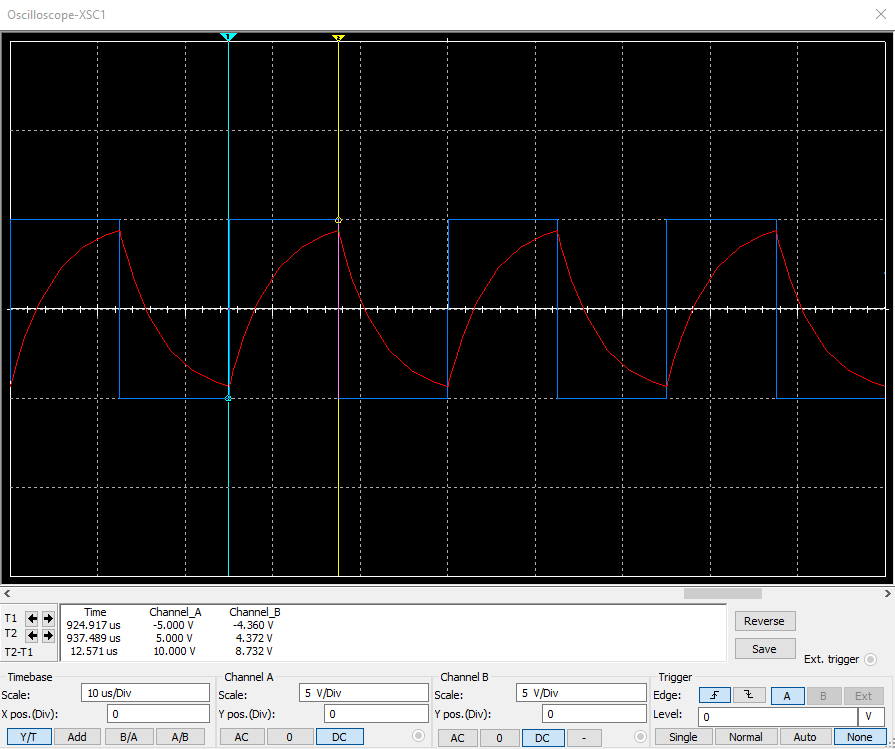 Oscilloscope-XSC1
1
2
Time Channel_A Channel_B
T1 924.917 us -5.000 V -4.360 V
T2 937.489 us 5.000 V 4.372 V
T2-T1 12.571 us 10.000 V 8.732 V
Reverse
Save
Ext. trigger
Timebase
Scale: 10 us/Div
X pos.(Div): 0
Y/T Add B/A A/B
Channel A
Scale: 5 V/Div
Y pos.(Div): 0
AC 0 DC
Channel B
Scale: 5 V/Div
Y pos.(Div): 0
AC 0 DC -
Trigger
Edge: A B Ext
Level: 0 V
Single Normal Auto None